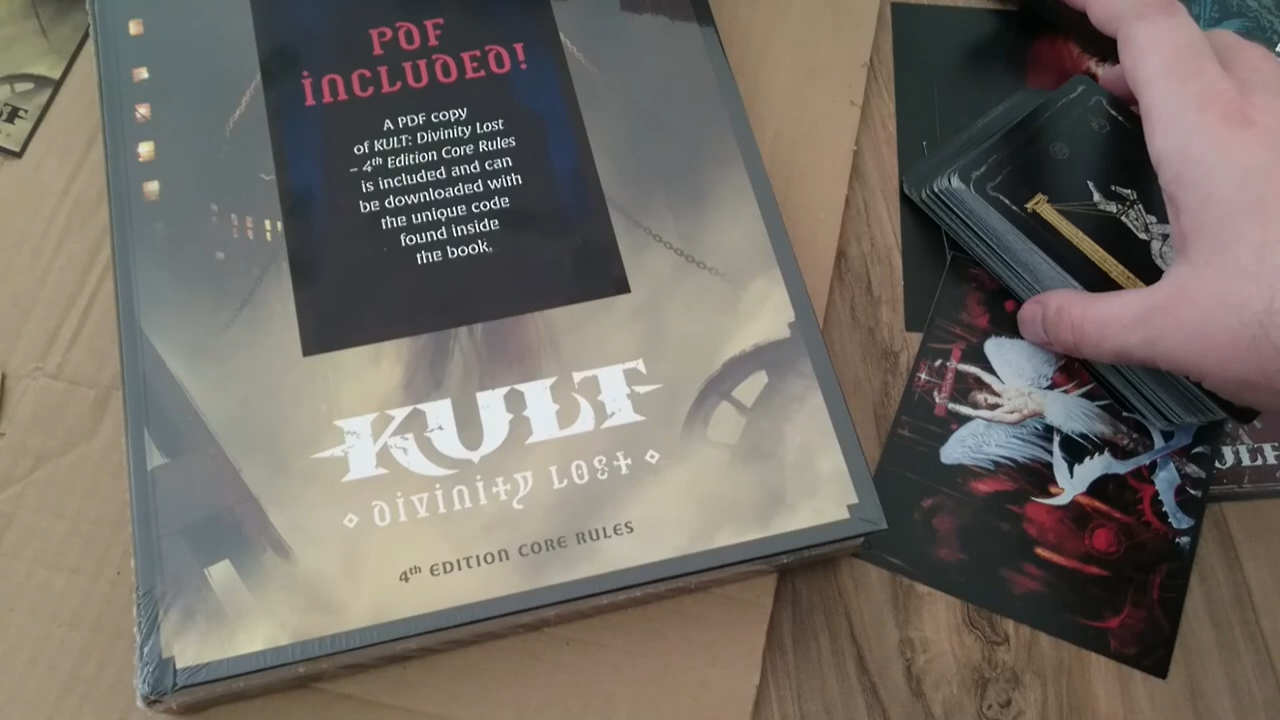 PDF
INCLUDED!
A PDF copy
of KULT: Divinity Lost
– 4th Edition Core Rules
is included and can
be downloaded with
the unique code
found inside
the book.
KULT
DIVINITY LOST
4th EDITION CORE RULES